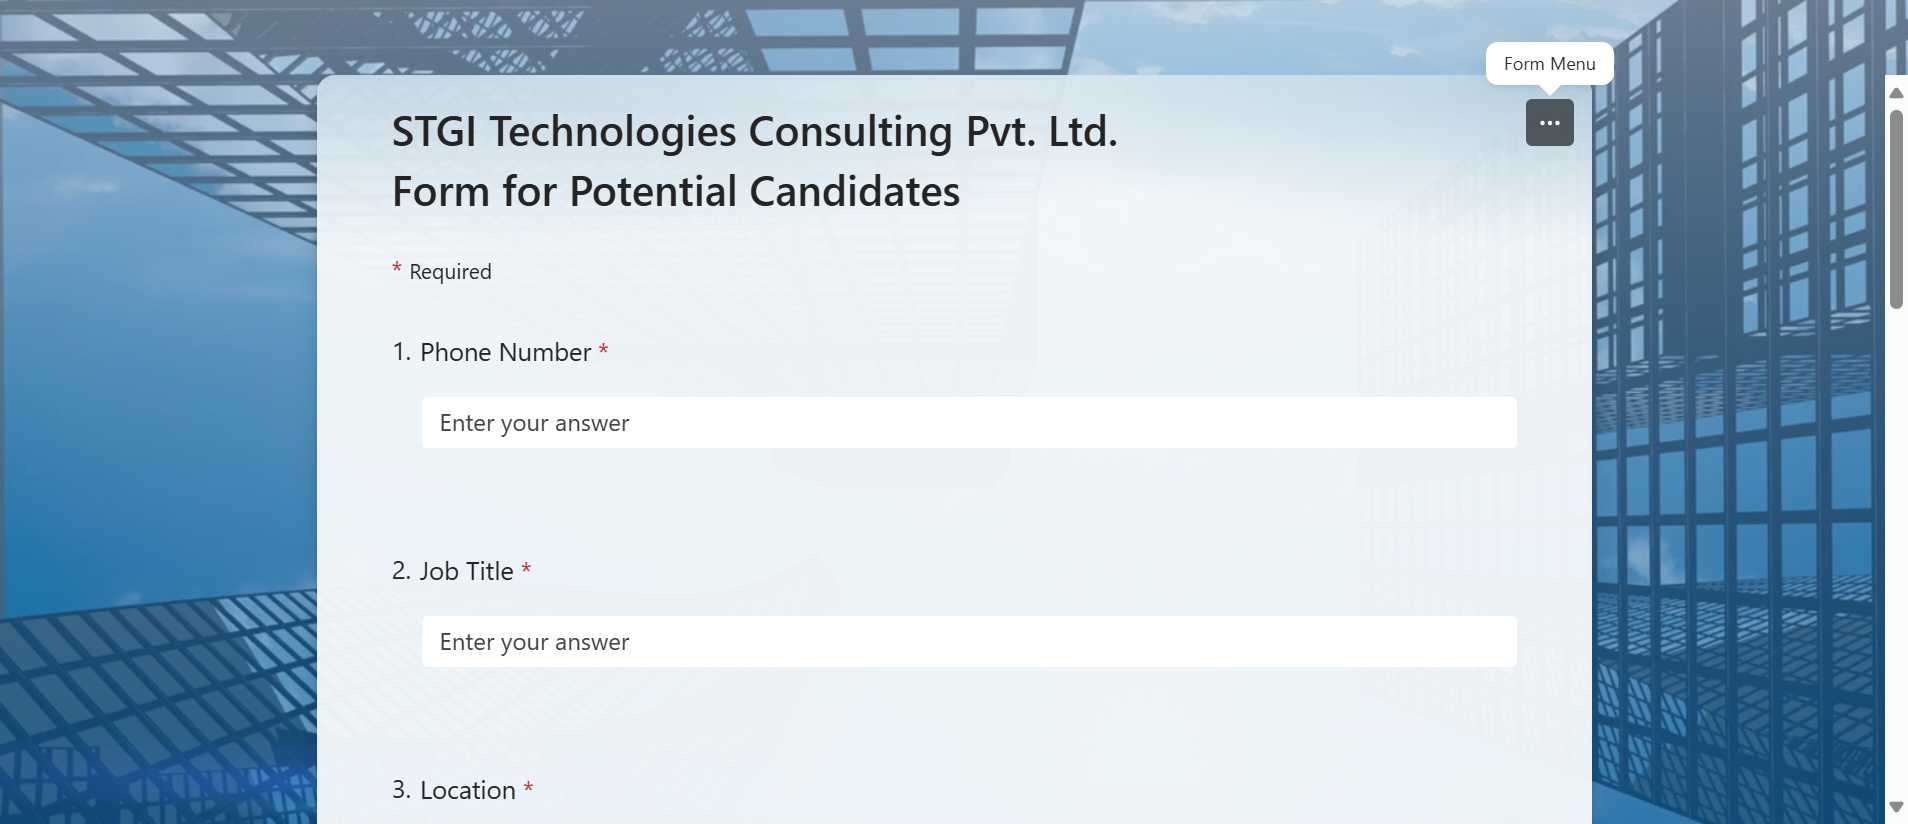 Form Menu
...
STGI Technologies Consulting Pvt. Ltd.
Form for Potential Candidates
* Required
1. Phone Number *
Enter your answer
2. Job Title *
Enter your answer
3. Location *